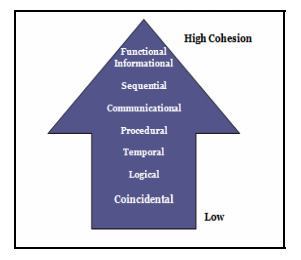 High Cohesion
Functional
Informational
Sequential
Communicational
Procedural
Temporal
Logical
Coincidental
Low